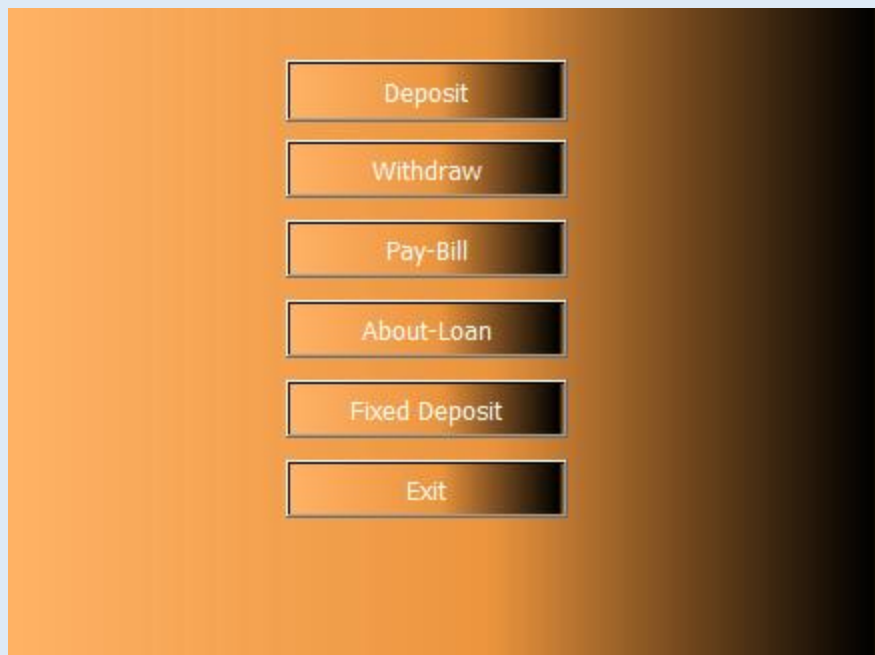 Deposit
Withdraw
Pay-Bill
About-Loan
Fixed Deposit
Exit